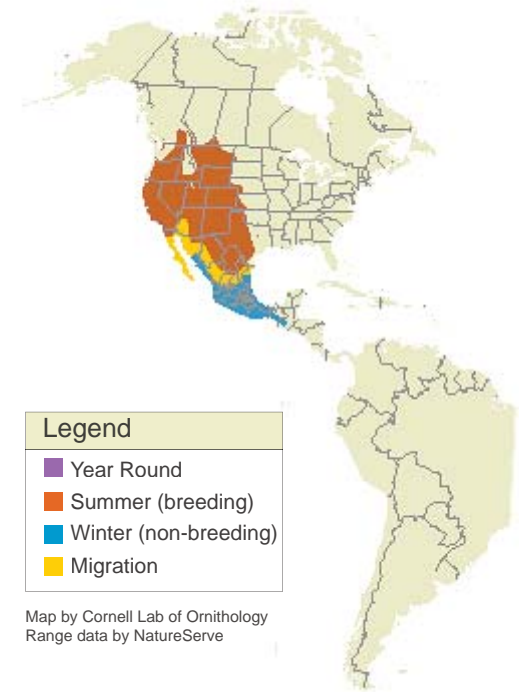 Legend
Year Round
Summer (breeding)
Winter (non-breeding)
Migration
Map by Cornell Lab of Ornithology
Range data by NatureServe